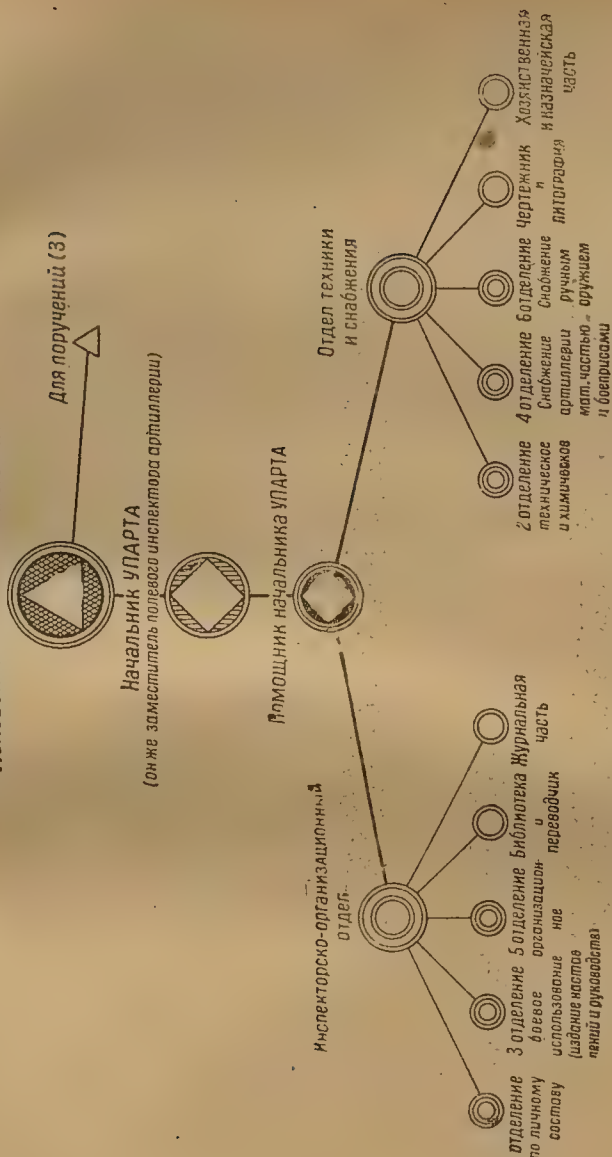 Для поручений (3)
Начальник УПАРТА
(он же заместитель полевого инспектора артиллерии)
Помощник начальника УПАРТА
Инспекторско-организационный
отдел
отделение
по личному
составу
3 отделение
боевое
использование
(издание настав
лений и руководств)
5 отделение
организацион-
ное
Библиотека
и
переводчик
Журнальная
часть
Отдел техники
и снабжения
2 отделение
техническое
и химическое
4 отделение
Снабжение
артиллерии
мат. частью
и боеприсами
6 отделение
Снабжение
ручным
оружием
Чертежник
и
литография
Хозяйственная
и казначейская
часть